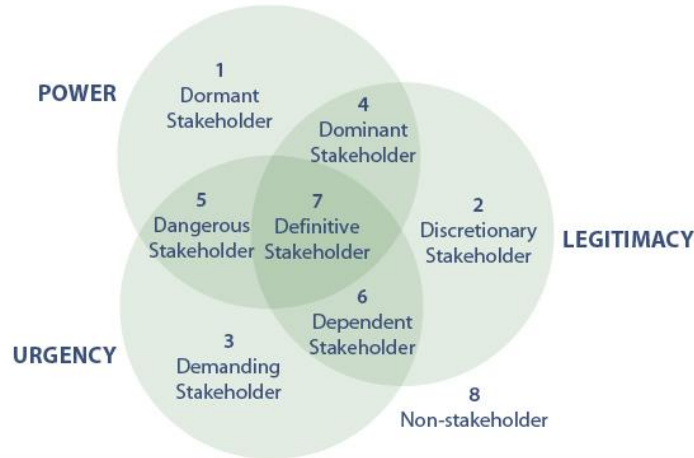 1
Dormant
Stakeholder
POWER
4
Dominant
Stakeholder
5
Dangerous
Stakeholder
7
Definitive
Stakeholder
2
Discretionary
Stakeholder
LEGITIMACY
6
Dependent
Stakeholder
URGENCY
3
Demanding
Stakeholder
8
Non-stakeholder